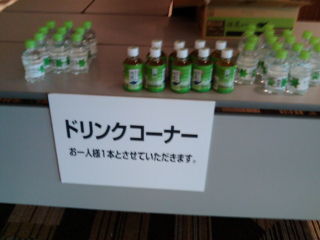 ドリンクコーナー
お一人様1本とさせていただきます。